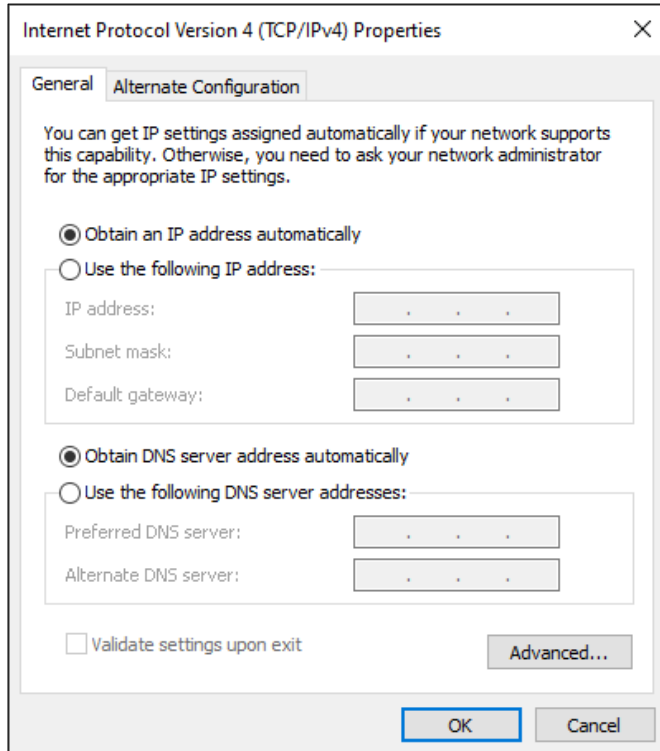 Internet Protocol Version 4 (TCP/IPv4) Properties
General
Alternate Configuration
You can get IP settings assigned automatically if your network supports
this capability. Otherwise, you need to ask your network administrator
for the appropriate IP settings.
Obtain an IP address automatically
Use the following IP address:
IP address:
. . .
Subnet mask:
. . .
Default gateway:
. . .
Obtain DNS server address automatically
Use the following DNS server addresses:
Preferred DNS server:
. . .
Alternate DNS server:
. . .
Validate settings upon exit
Advanced...
OK
Cancel